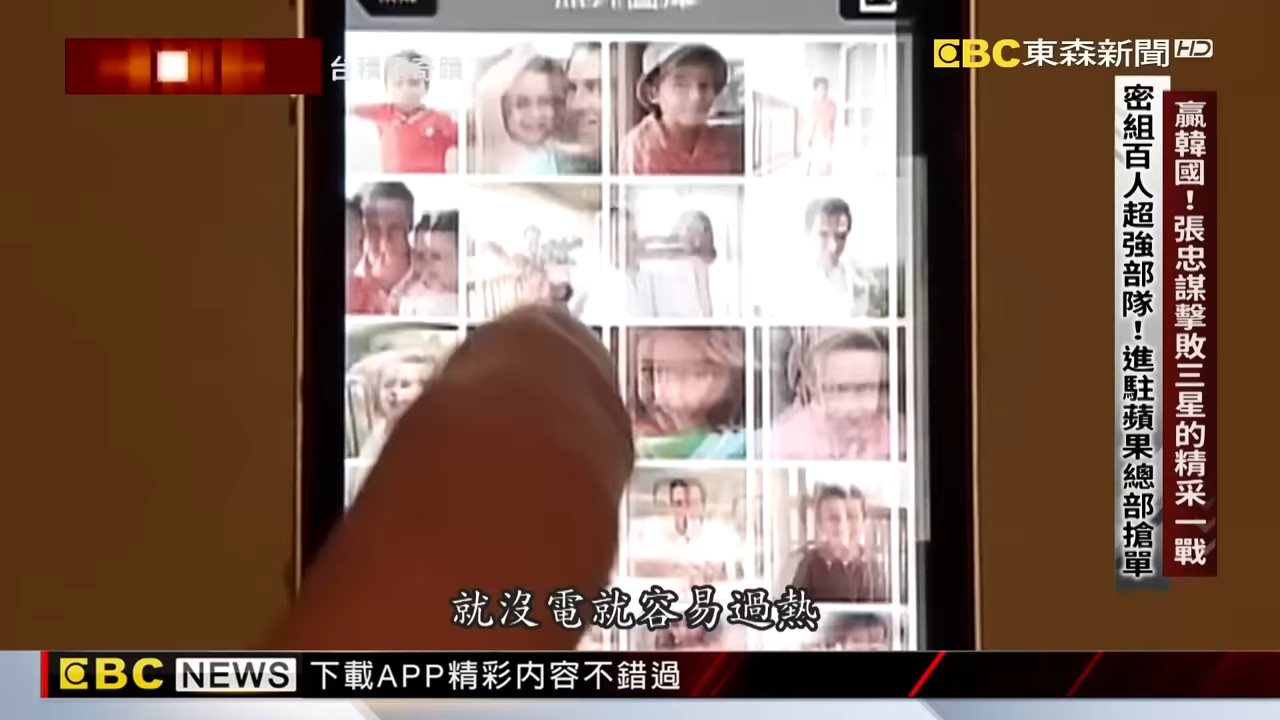 EBC東森新聞HD
贏韓國！張忠謀擊敗三星的精采一戰
密組百人超強部隊！進駐蘋果總部搶單
就沒電就容易過熱
EBC NEWS 下載APP精彩內容不錯過